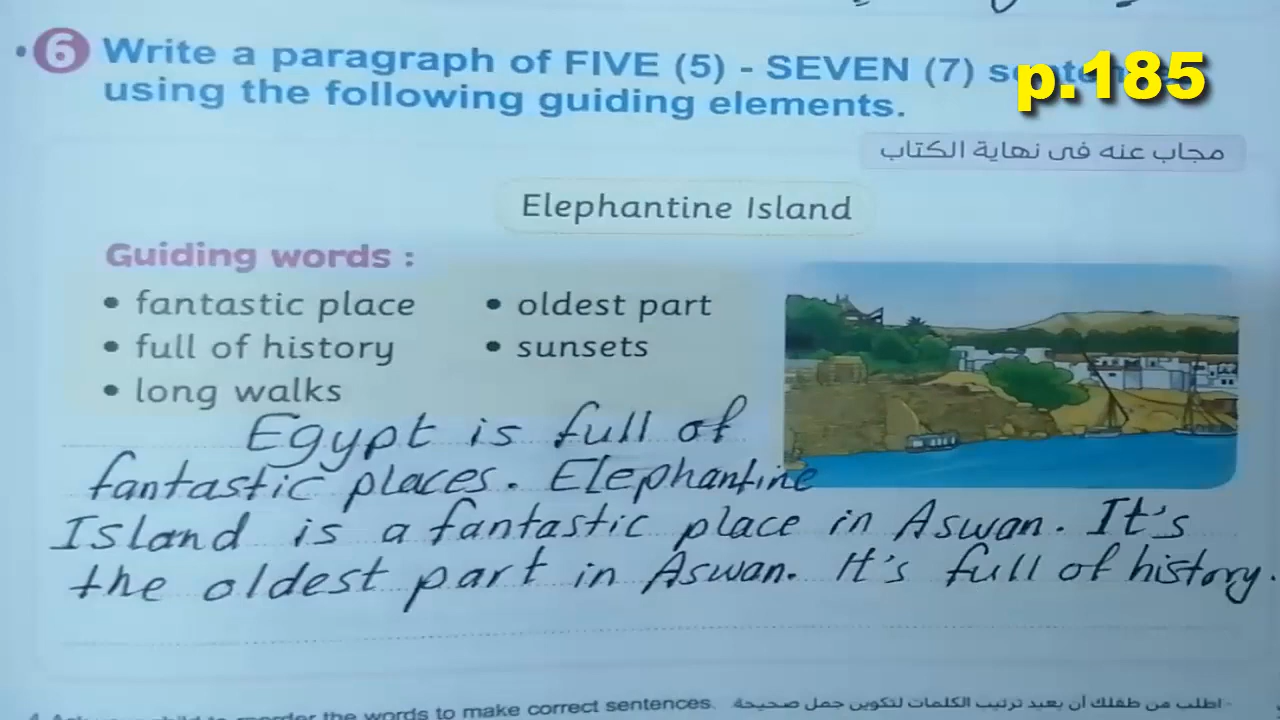 6 Write a paragraph of FIVE (5) - SEVEN (7)
p.185
using the following guiding elements.
مجاب عنه فى نهاية الكتاب
Elephantine Island
Guiding words :
• fantastic place • oldest part
• full of history • sunsets
• long walks
Egypt is full of
fantastic places. Elephantine
Island is a fantastic place in Aswan. It's
the oldest part in Aswan. It's full of history.
the words to make correct sentences. اطلب من طفلك أن يعيد ترتيب الكلمات لتكوين جمل صحيحة